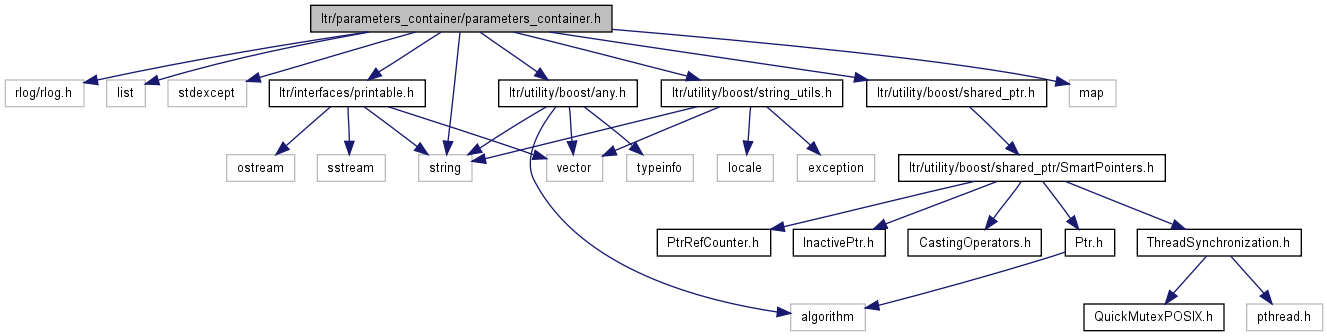 ltr/parameters_container/parameters_container.h
rlog/rlog.h
list
stdexcept
ltr/interfaces/printable.h
ltr/utility/boost/any.h
ltr/utility/boost/string_utils.h
ltr/utility/boost/shared_ptr.h
map
ostream
sstream
string
vector
typeinfo
locale
exception
ltr/utility/boost/shared_ptr/SmartPointers.h
PtrRefCounter.h
InactivePtr.h
CastingOperators.h
Ptr.h
ThreadSynchronization.h
algorithm
QuickMutexPOSIX.h
pthread.h